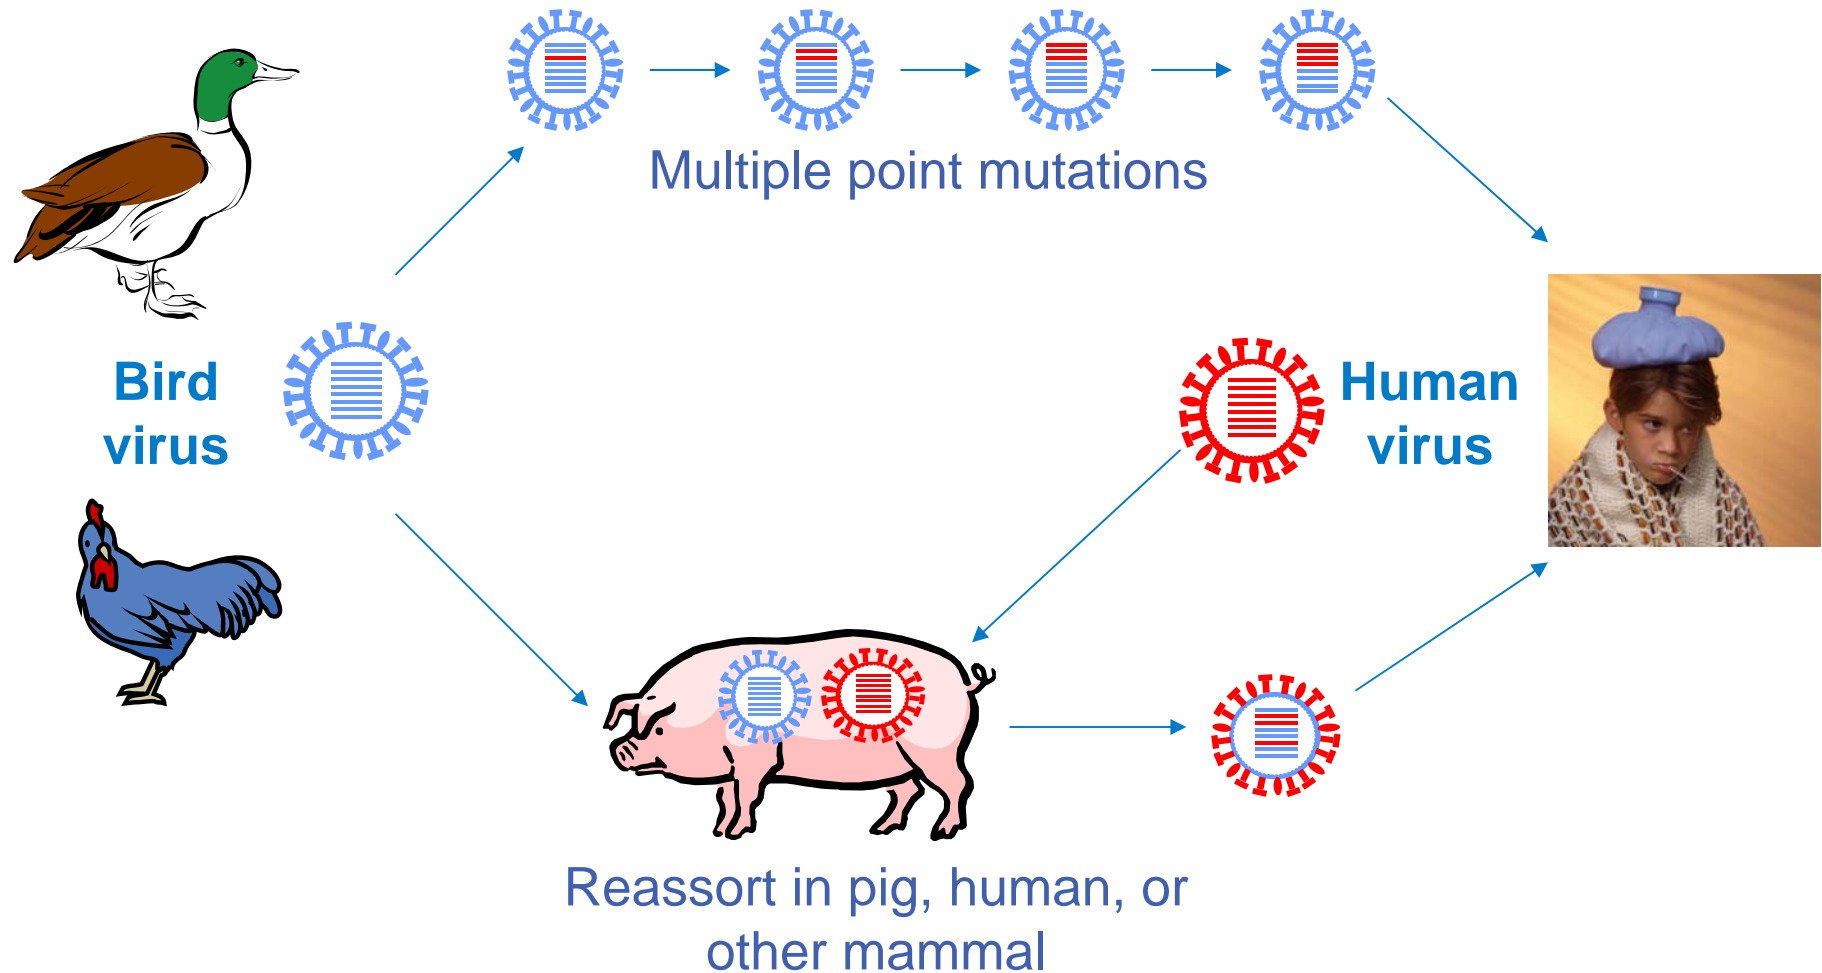 Multiple point mutations
Bird
virus
Human
virus
Reassort in pig, human, or
other mammal